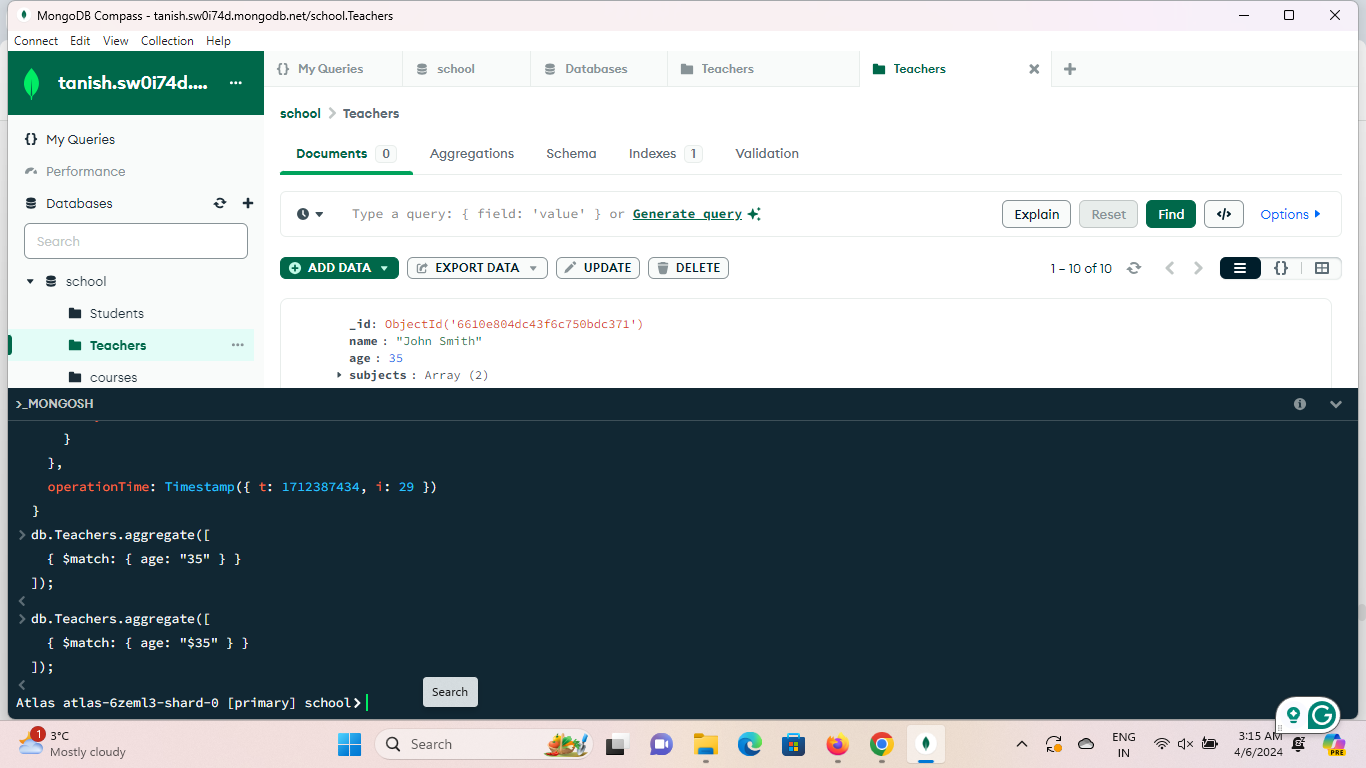 MongoDB Compass - tanish.sw0i74d.mongodb.net/school.Teachers
Connect Edit View Collection Help
tanish.sw0i74d....
My Queries
school
Databases
Teachers
Teachers
school > Teachers
My Queries
Performance
Databases
Search
school
Students
Teachers
courses
Documents 0
Aggregations
Schema
Indexes 1
Validation
Type a query: { field: 'value' } or Generate query
Explain
Reset
Find
</>
Options
ADD DATA
EXPORT DATA
UPDATE
DELETE
1 – 10 of 10
{}
_id: ObjectId('6610e804dc43f6c750bdc371')
name : "John Smith"
age : 35
subjects : Array (2)
>_MONGOSH
}
},
operationTime: Timestamp({ t: 1712387434, i: 29 })
}
> db.Teachers.aggregate([
{ $match: { age: "35" } }
]);
<
> db.Teachers.aggregate([
{ $match: { age: "$35" } }
]);
<
Atlas atlas-6zeml3-shard-0 [primary] school>
Search
1
3°C
Mostly cloudy
Search
ENG
IN
3:15 AM
4/6/2024
PRE